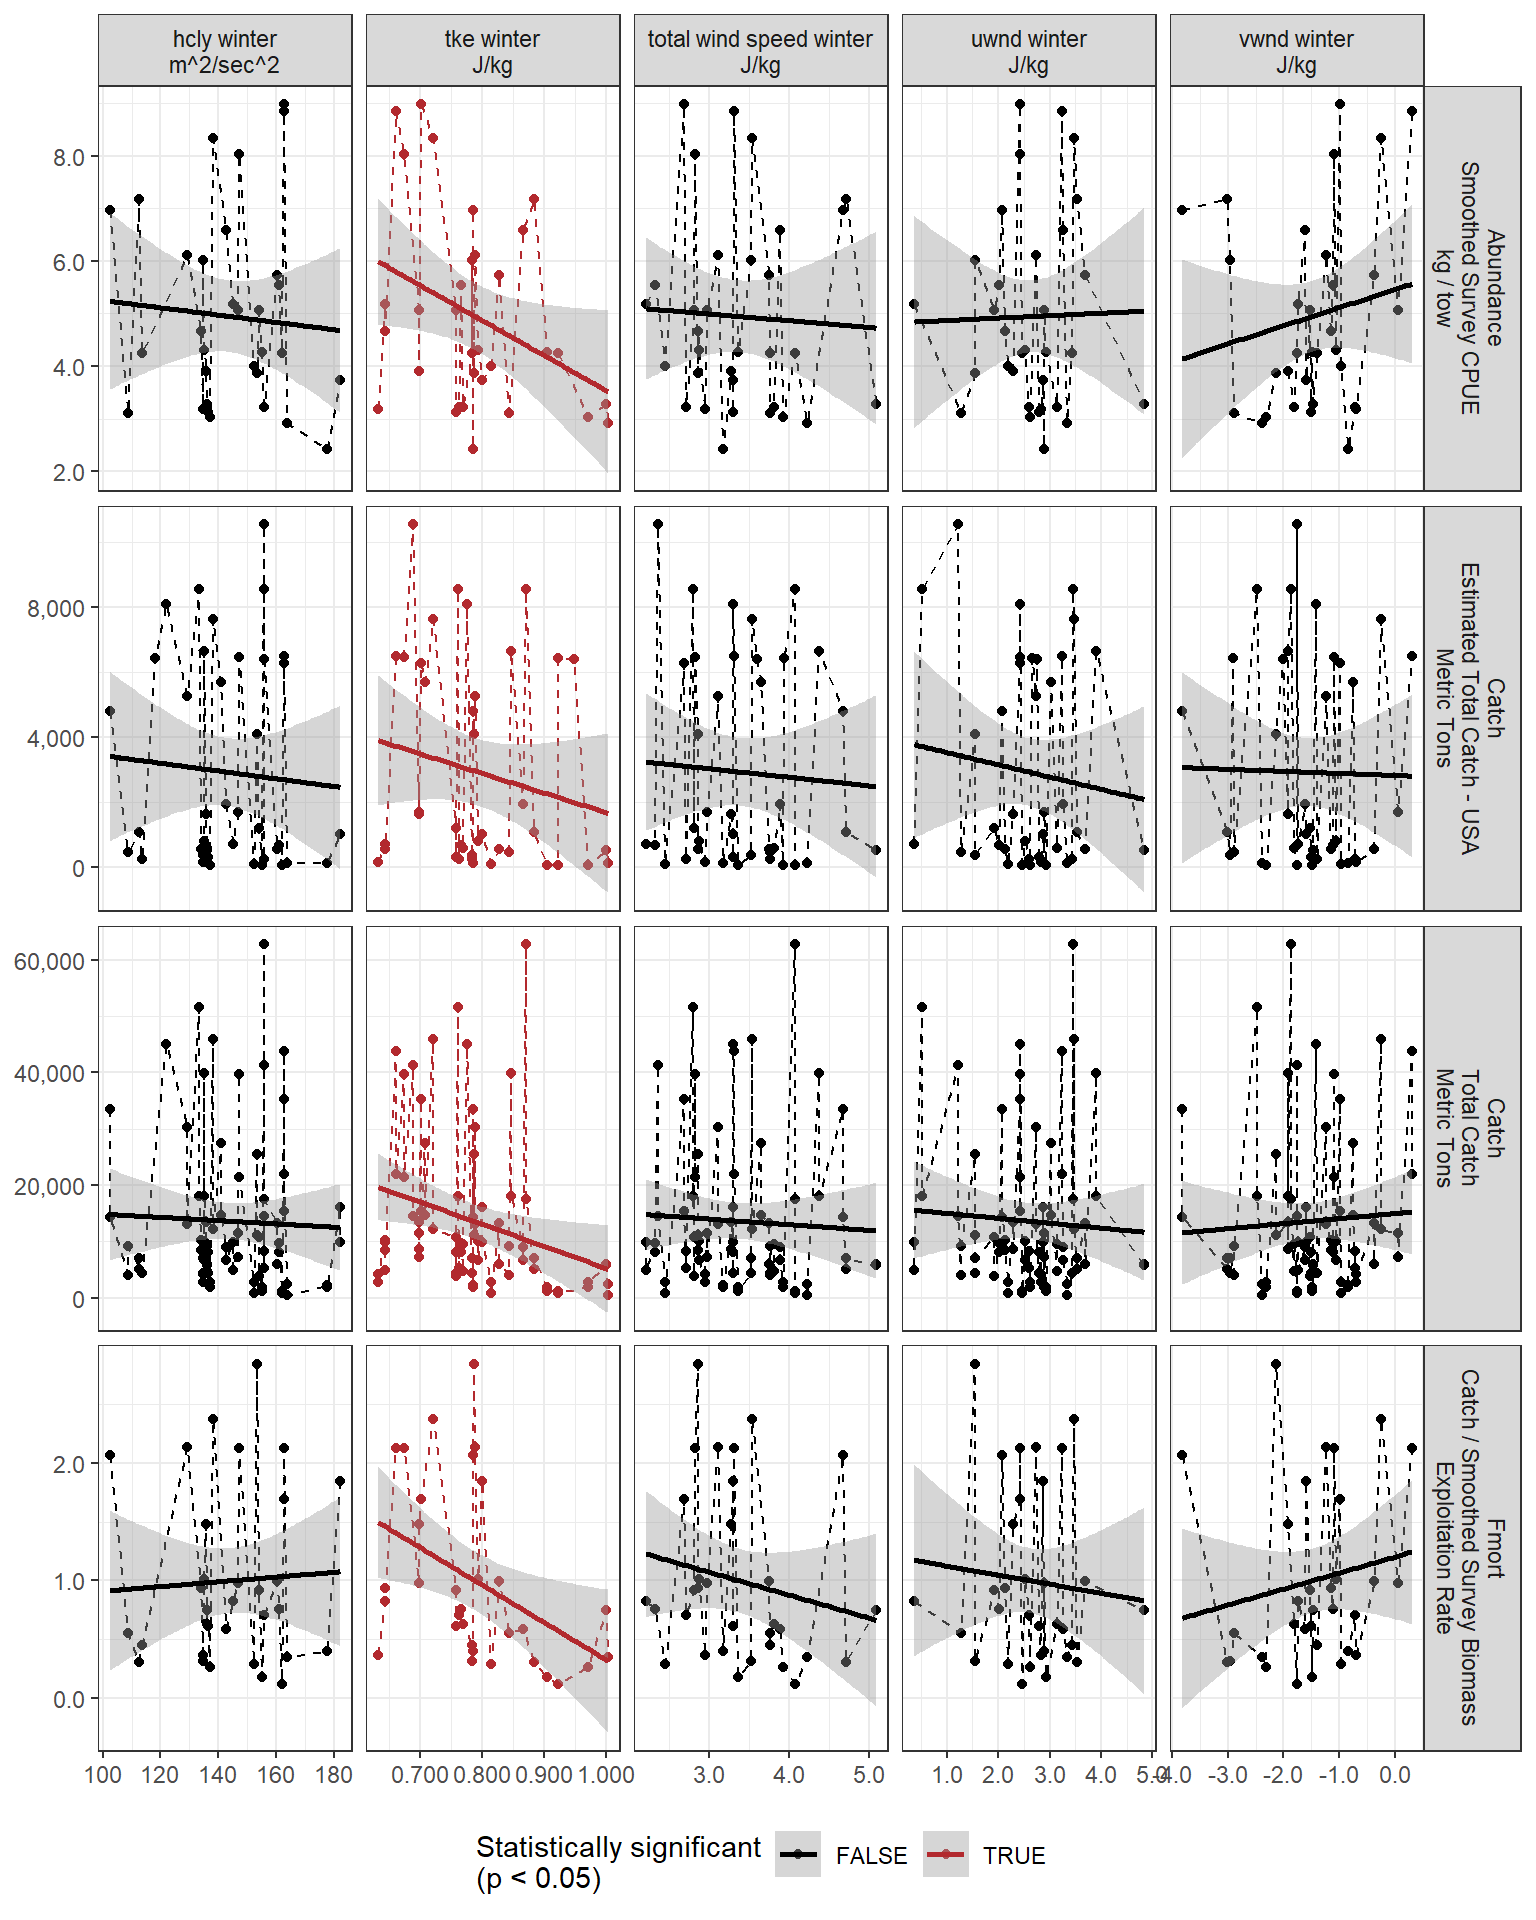 hcly winter
m^2/sec^2
tke winter
J/kg
total wind speed winter
J/kg
uwnd winter
J/kg
vwnd winter
J/kg
8.0
6.0
4.0
2.0
Abundance
Smoothed Survey CPUE
kg / tow
8,000
4,000
0
Catch
Estimated Total Catch - USA
Metric Tons
60,000
40,000
20,000
0
Catch
Total Catch
Metric Tons
2.0
1.0
0.0
Fmort
Catch / Smoothed Survey Biomass
Exploitation Rate
100 120 140 160 180
0.700 0.800 0.900 1.000
3.0 4.0 5.0
1.0 2.0 3.0 4.0 5.0
-4.0 -3.0 -2.0 -1.0 0.0
Statistically significant
(p < 0.05)
FALSE
TRUE